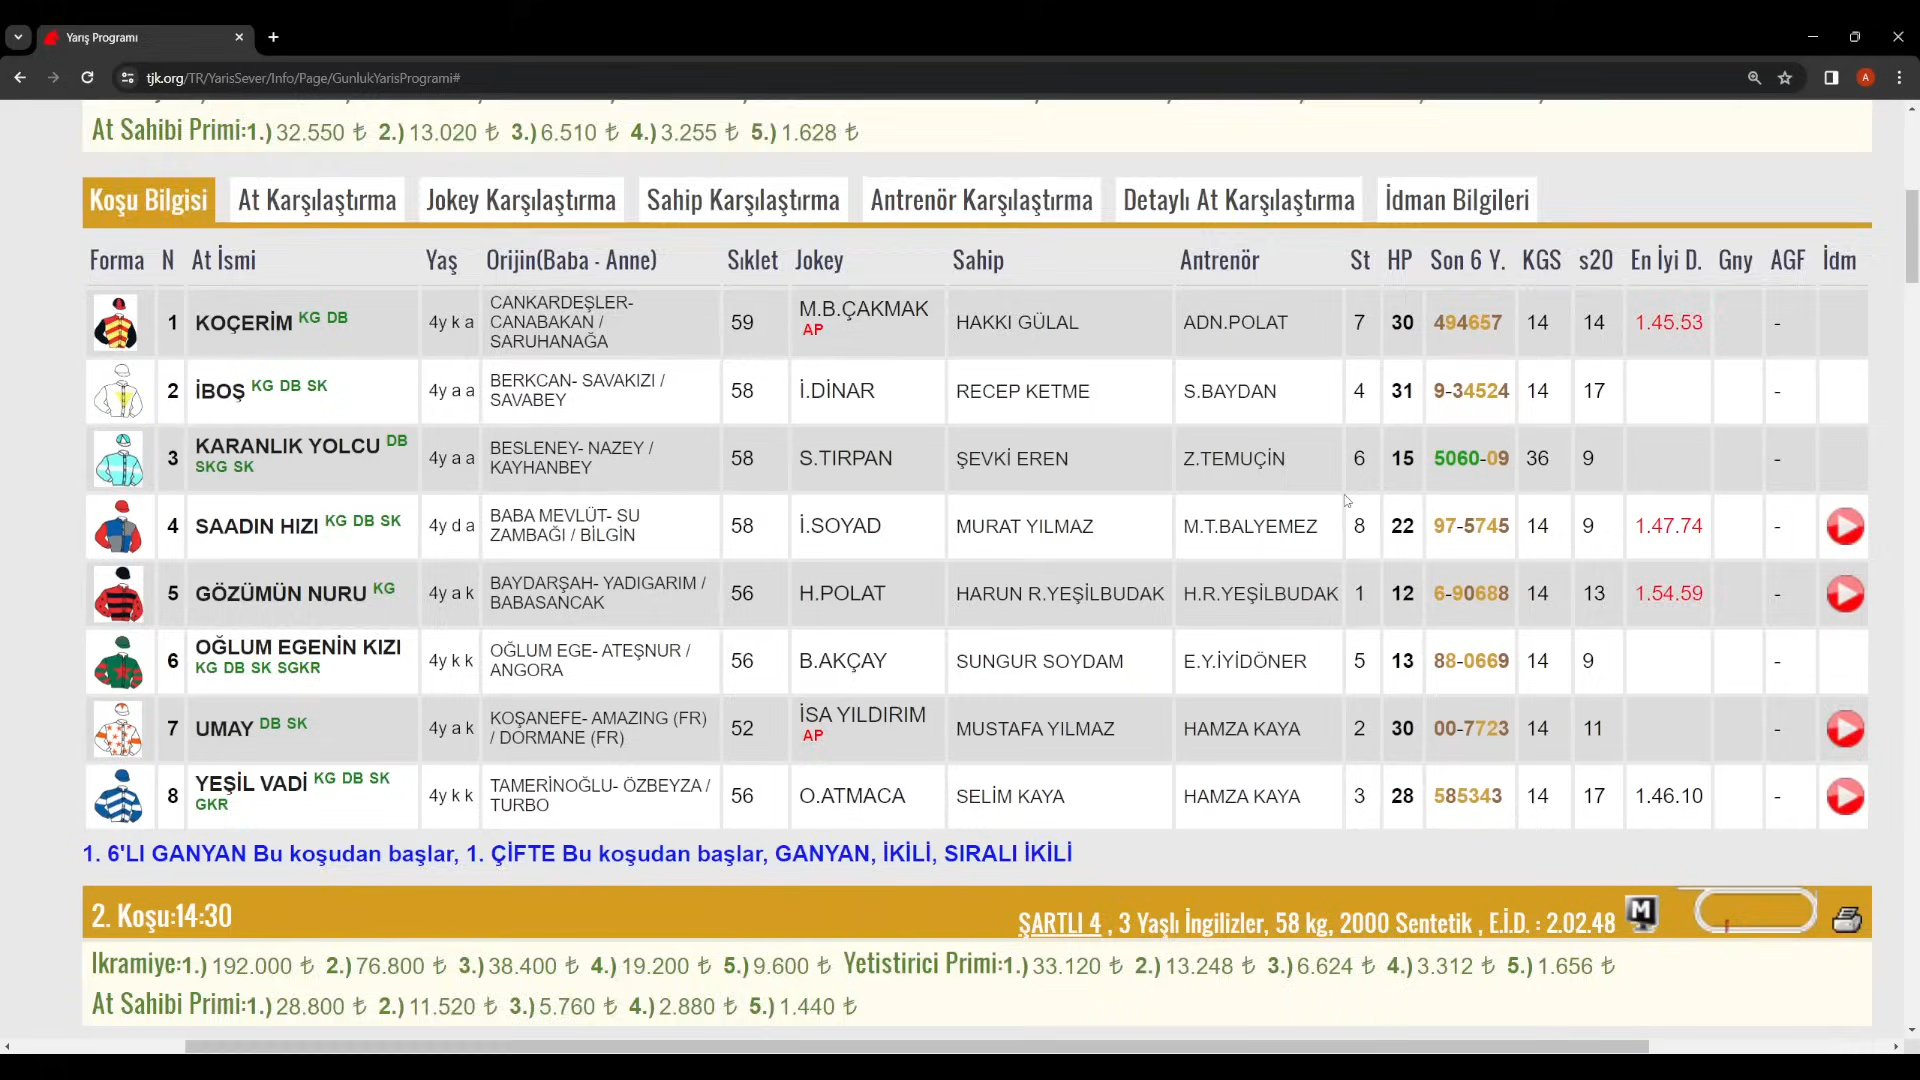 Yarış Programı
tjk.org/TR/YarisSever/Info/Page/GunlukYarisProgrami#
A
At Sahibi Primi:1.) 32.550 ₺ 2.) 13.020 ₺ 3.) 6.510 ₺ 4.) 3.255 ₺ 5.) 1.628 ₺
Koşu Bilgisi At Karşılaştırma Jokey Karşılaştırma Sahip Karşılaştırma Antrenör Karşılaştırma Detaylı At Karşılaştırma İdman Bilgileri
Forma N At İsmi Yaş Orijin(Baba - Anne) Sıklet Jokey Sahip Antrenör St HP Son 6 Y. KGS s20 En İyi D. Gny AGF İdm
1 KOÇERİM KG DB 4y k a CANKARDEŞLER- CANABAKAN / SARUHANAĞA 59 M.B.ÇAKMAK AP HAKKI GÜLAL ADN.POLAT 7 30 494657 14 14 1.45.53 -
2 İBOŞ KG DB SK 4y a a BERKCAN- SAVAKIZI / SAVABEY 58 İ.DİNAR RECEP KETME S.BAYDAN 4 31 9-34524 14 17 -
3 KARANLIK YOLCU DB SKG SK 4y a a BESLENEY- NAZEY / KAYHANBEY 58 S.TIRPAN ŞEVKİ EREN Z.TEMUÇİN 6 15 5060-09 36 9 -
4 SAADIN HIZI KG DB SK 4y d a BABA MEVLÜT- SU ZAMBAĞI / BİLGİN 58 İ.SOYAD MURAT YILMAZ M.T.BALYEMEZ 8 22 97-5745 14 9 1.47.74 -
5 GÖZÜMÜN NURU KG 4y a k BAYDARŞAH- YADIGARIM / BABASANCAK 56 H.POLAT HARUN R.YEŞİLBUDAK H.R.YEŞİLBUDAK 1 12 6-90688 14 13 1.54.59 -
6 OĞLUM EGENİN KIZI KG DB SK SGKR 4y k k OĞLUM EGE- ATEŞNUR / ANGORA 56 B.AKÇAY SUNGUR SOYDAM E.Y.İYİDÖNER 5 13 88-0669 14 9 -
7 UMAY DB SK 4y a k KOŞANEFE- AMAZING (FR) / DORMANE (FR) 52 İSA YILDIRIM AP MUSTAFA YILMAZ HAMZA KAYA 2 30 00-7723 14 11 -
8 YEŞİL VADİ KG DB SK GKR 4y k k TAMERİNOĞLU- ÖZBEYZA / TURBO 56 O.ATMACA SELİM KAYA HAMZA KAYA 3 28 585343 14 17 1.46.10 -
1. 6'LI GANYAN Bu koşudan başlar, 1. ÇİFTE Bu koşudan başlar, GANYAN, İKİLİ, SIRALI İKİLİ
2. Koşu:14:30 ŞARTLI 4 , 3 Yaşlı İngilizler, 58 kg, 2000 Sentetik , E.İ.D. : 2.02.48 M
Ikramiye:1.) 192.000 ₺ 2.) 76.800 ₺ 3.) 38.400 ₺ 4.) 19.200 ₺ 5.) 9.600 ₺ Yetistirici Primi:1.) 33.120 ₺ 2.) 13.248 ₺ 3.) 6.624 ₺ 4.) 3.312 ₺ 5.) 1.656 ₺
At Sahibi Primi:1.) 28.800 ₺ 2.) 11.520 ₺ 3.) 5.760 ₺ 4.) 2.880 ₺ 5.) 1.440 ₺